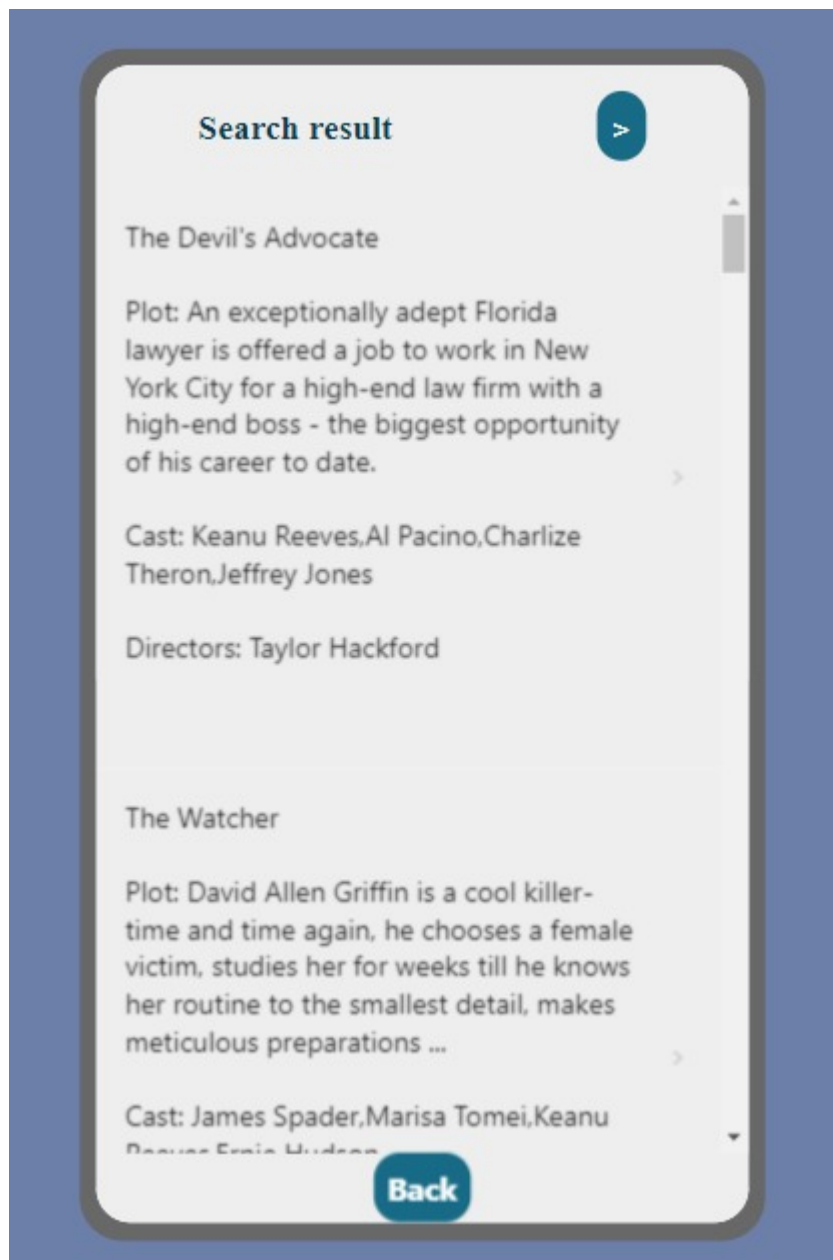 Search result
>
The Devil's Advocate
Plot: An exceptionally adept Florida
lawyer is offered a job to work in New
York City for a high-end law firm with a
high-end boss - the biggest opportunity
of his career to date.
Cast: Keanu Reeves,Al Pacino,Charlize
Theron,Jeffrey Jones
Directors: Taylor Hackford
The Watcher
Plot: David Allen Griffin is a cool killer-
time and time again, he chooses a female
victim, studies her for weeks till he knows
her routine to the smallest detail, makes
meticulous preparations ...
Cast: James Spader,Marisa Tomei,Keanu
Reeves,Ernie Hudson
Back